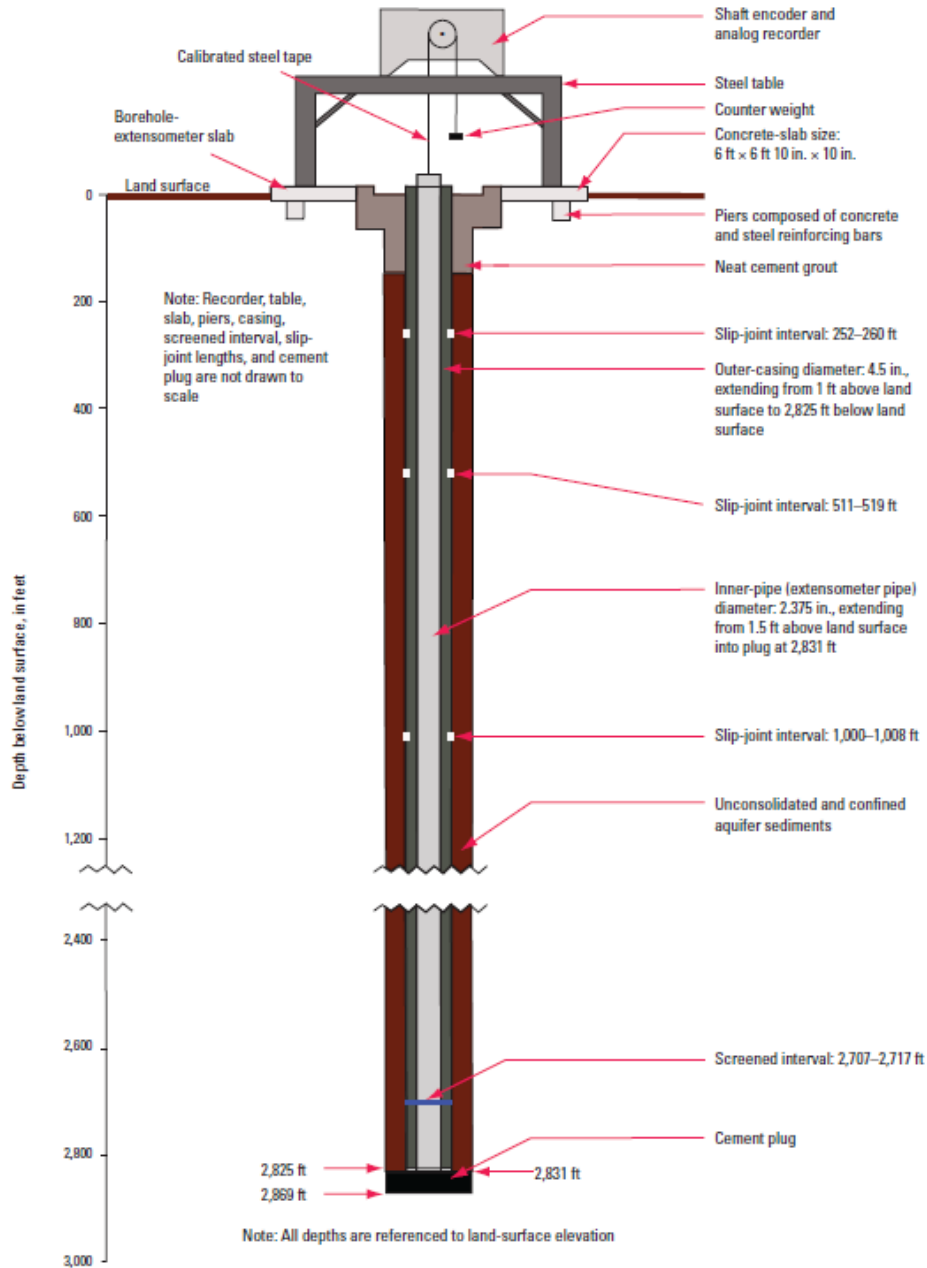 Shaft encoder and
analog recorder
Calibrated steel tape
Steel table
Counter weight
Borehole-
extensometer slab
Concrete-slab size:
6 ft × 6 ft 10 in. × 10 in.
Land surface
Piers composed of concrete
and steel reinforcing bars
Neat cement grout
Note: Recorder, table,
slab, piers, casing,
screened interval, slip-
joint lengths, and cement
plug are not drawn to
scale
Slip-joint interval: 252–260 ft
Outer-casing diameter: 4.5 in.,
extending from 1 ft above land
surface to 2,825 ft below land
surface
Slip-joint interval: 511–519 ft
Inner-pipe (extensometer pipe)
diameter: 2.375 in., extending
from 1.5 ft above land surface
into plug at 2,831 ft
Slip-joint interval: 1,000–1,008 ft
Unconsolidated and confined
aquifer sediments
Screened interval: 2,707–2,717 ft
Cement plug
2,825 ft
2,831 ft
2,869 ft
Note: All depths are referenced to land-surface elevation
Depth below land surface, in feet
0
200
400
600
800
1,000
1,200
2,400
2,600
2,800
3,000